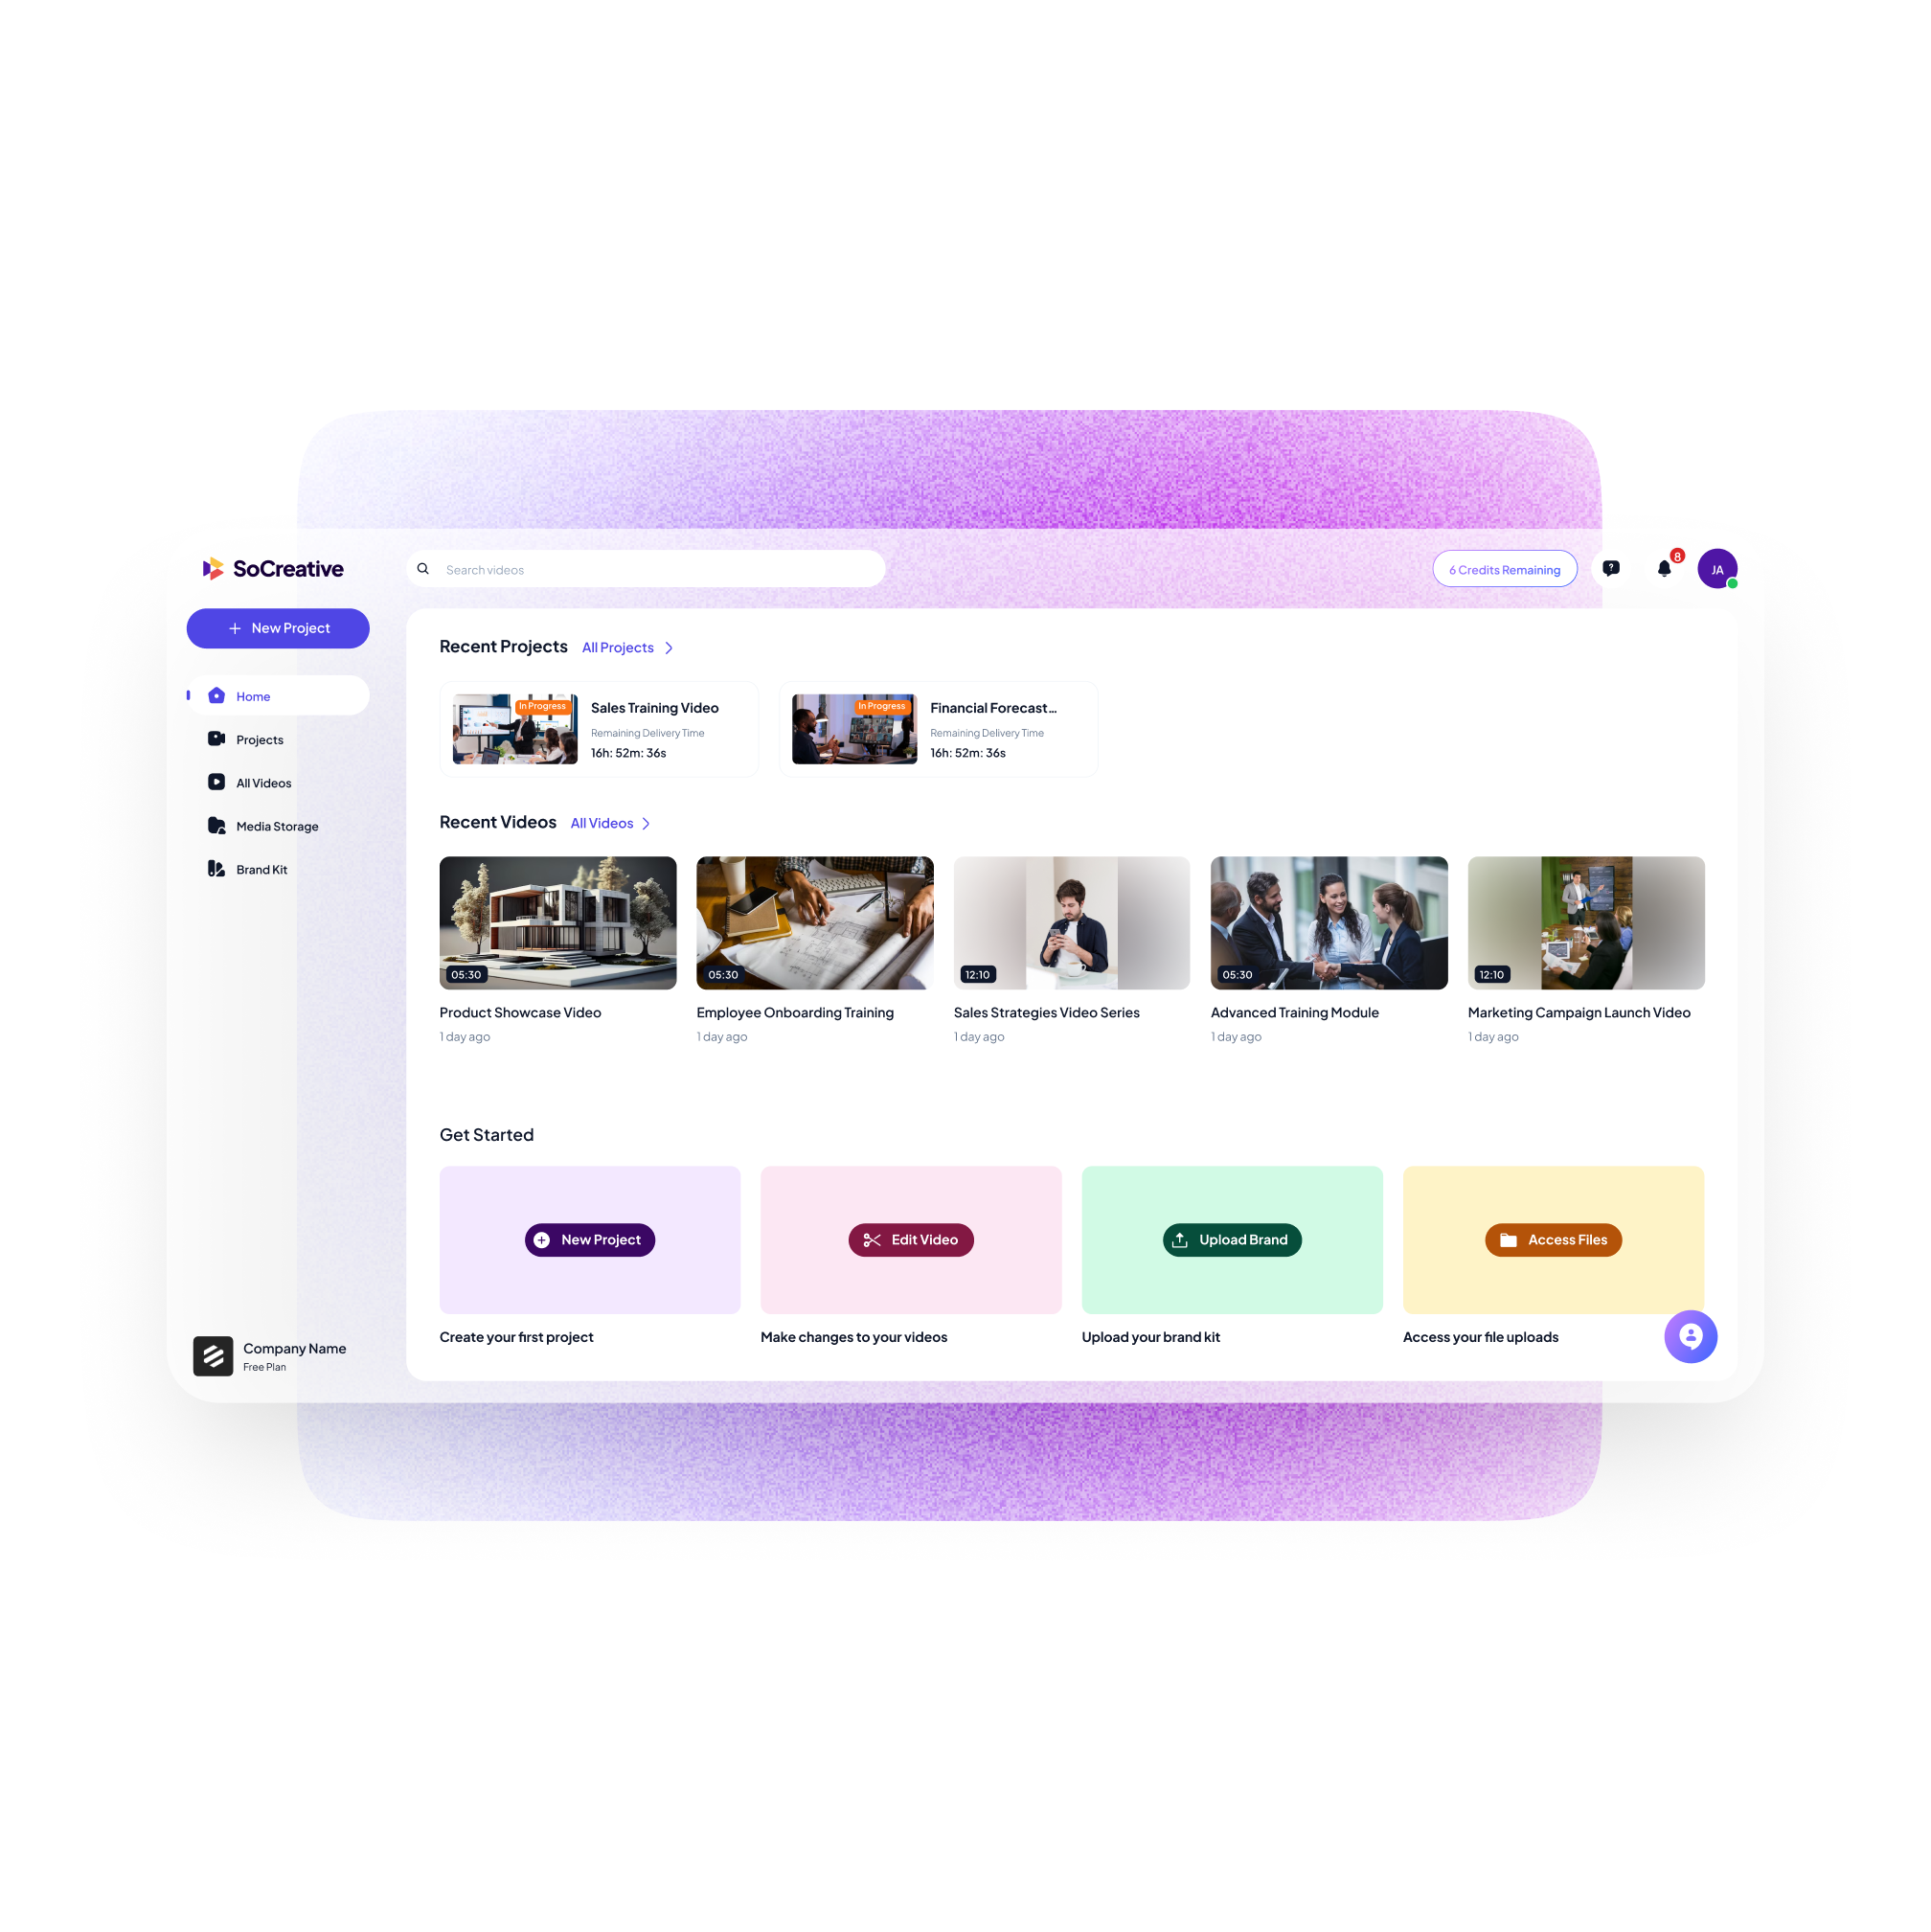 SoCreative
Search videos
6 Credits Remaining
8
JA
New Project
Home
Projects
All Videos
Media Storage
Brand Kit
Company Name
Free Plan
Recent Projects
All Projects
In Progress
Sales Training Video
Remaining Delivery Time
16h: 52m: 36s
In Progress
Financial Forecast...
Remaining Delivery Time
16h: 52m: 36s
Recent Videos
All Videos
05:30
Product Showcase Video
1 day ago
05:30
Employee Onboarding Training
1 day ago
12:10
Sales Strategies Video Series
1 day ago
05:30
Advanced Training Module
1 day ago
12:10
Marketing Campaign Launch Video
1 day ago
Get Started
New Project
Create your first project
Edit Video
Make changes to your videos
Upload Brand
Upload your brand kit
Access Files
Access your file uploads